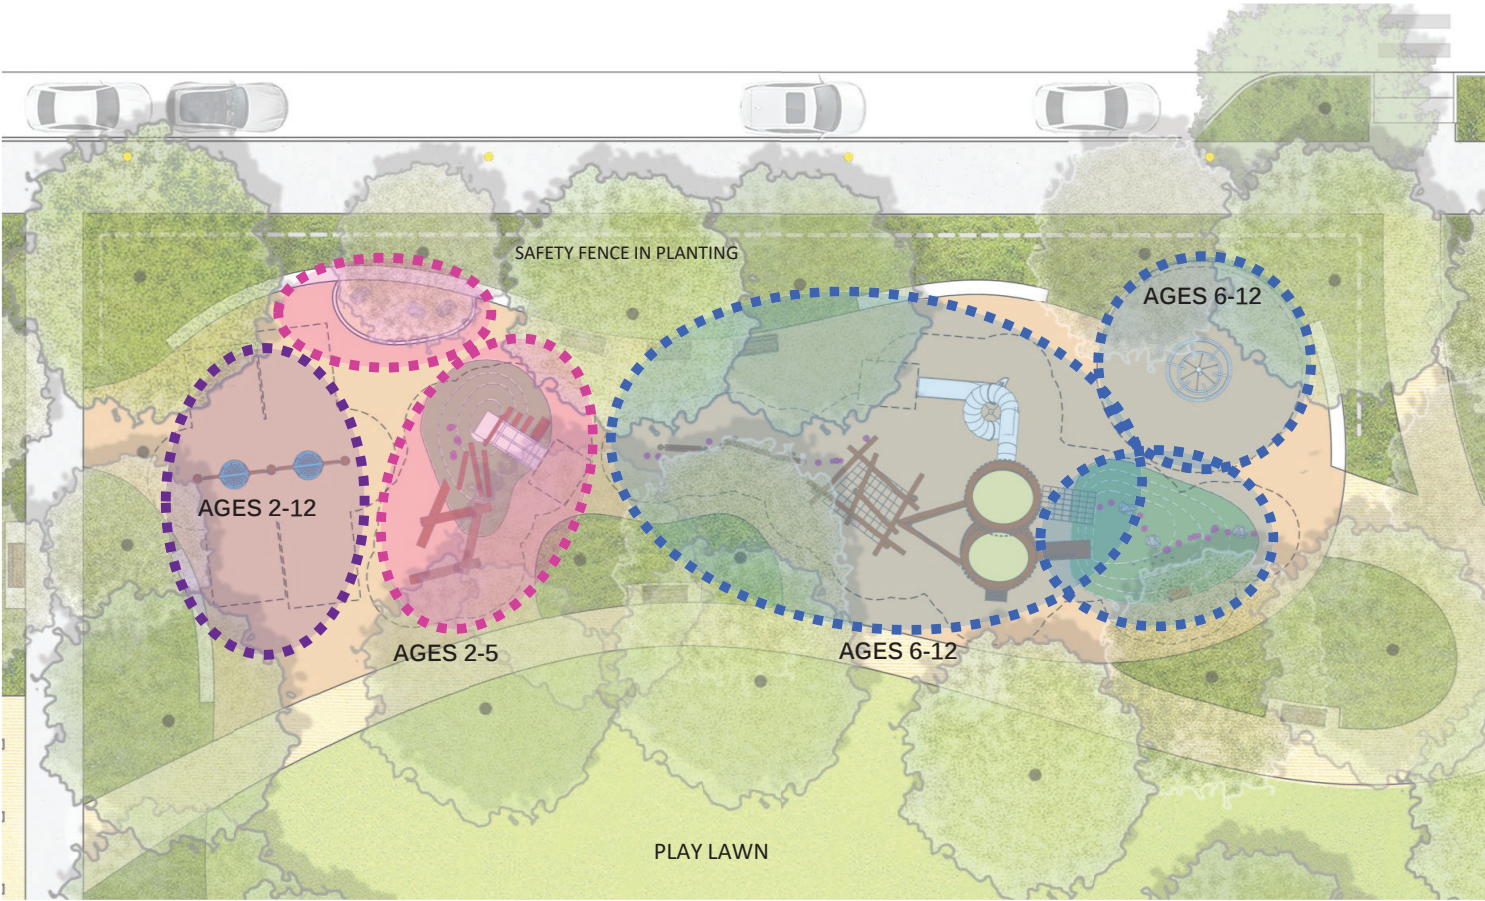 SAFETY FENCE IN PLANTING
AGES 6-12
AGES 2-12
AGES 2-5
AGES 6-12
PLAY LAWN